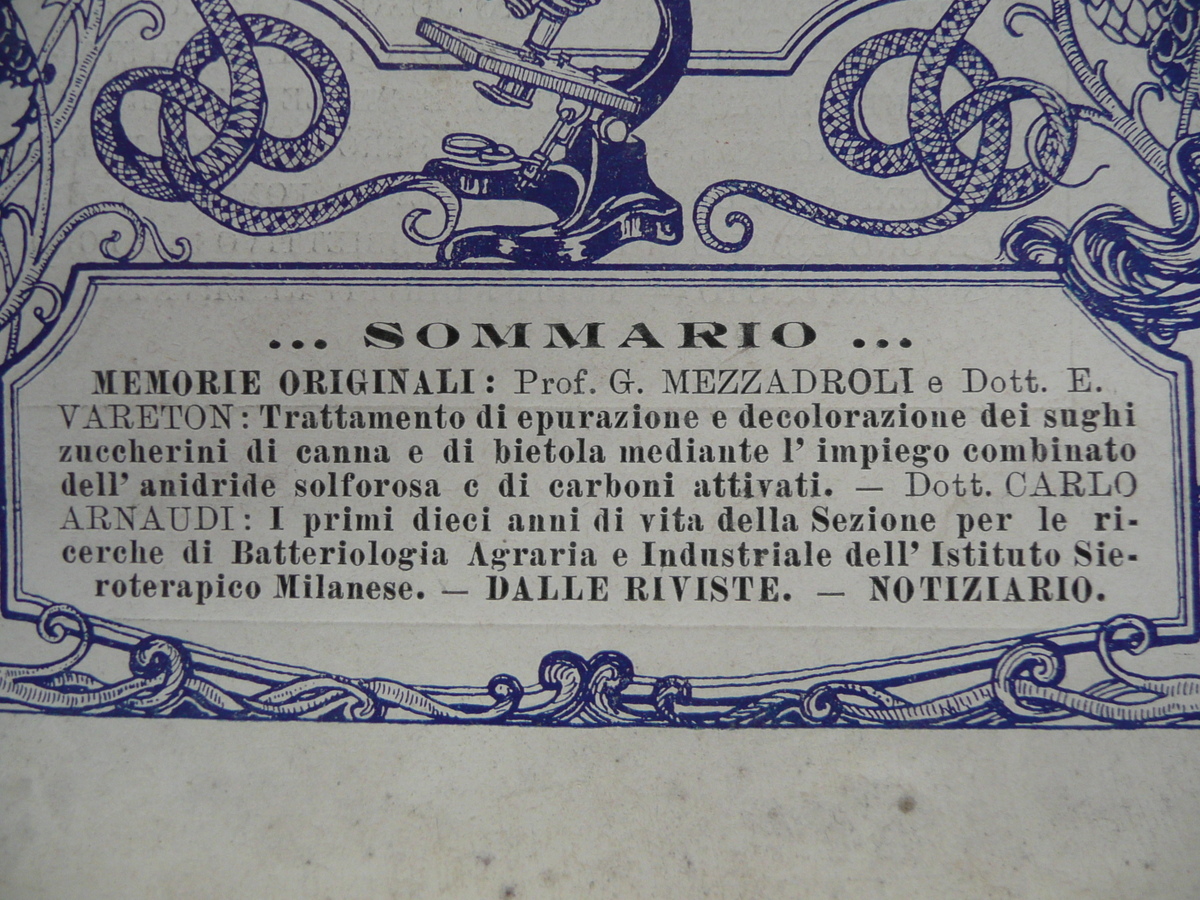 ... SOMMARIO ...
MEMORIE ORIGINALI: Prof. G. MEZZADROLI e Dott. E.
VARETON: Trattamento di epurazione e decolorazione dei sughi
zuccherini di canna e di bietola mediante l' impiego combinato
dell' anidride solforosa e di carboni attivati. — Dott. CARLO
ARNAUDI: I primi dieci anni di vita della Sezione per le ri-
cerche di Batteriologia Agraria e Industriale dell' Istituto Sie-
roterapico Milanese. — DALLE RIVISTE. — NOTIZIARIO.